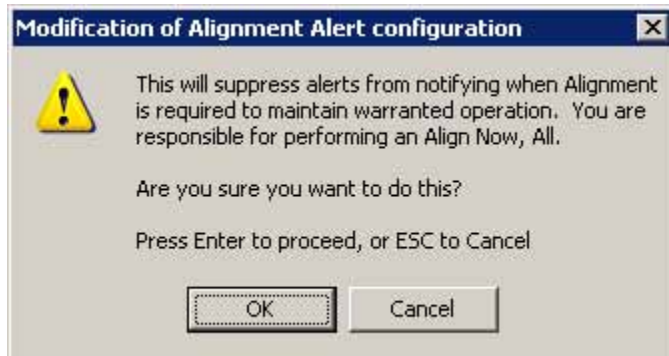 Modification of Alignment Alert configuration
This will suppress alerts from notifying when Alignment
is required to maintain warranted operation.  You are
responsible for performing an Align Now, All.
Are you sure you want to do this?
Press Enter to proceed, or ESC to Cancel
OK
Cancel